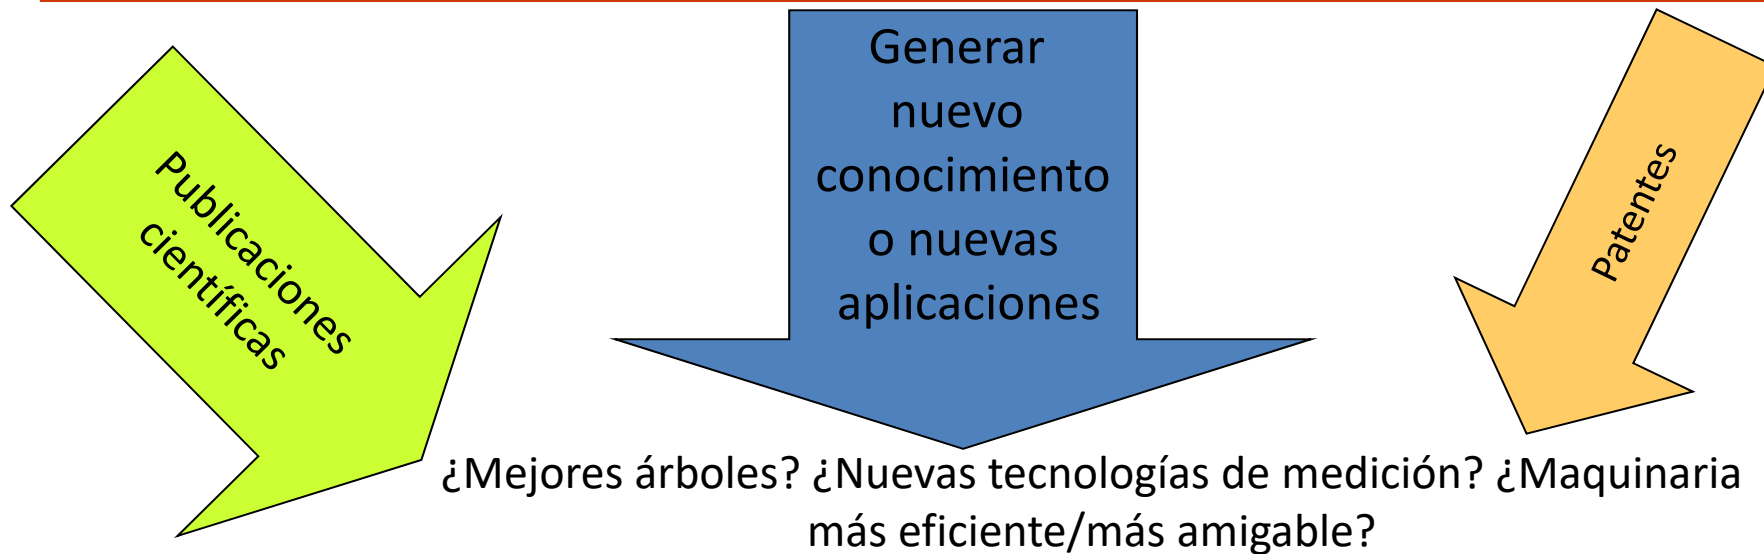 Publicaciones
científicas
Generar
nuevo
conocimiento
o nuevas
aplicaciones
Patentes
¿Mejores árboles? ¿Nuevas tecnologías de medición? ¿Maquinaria
más eficiente/más amigable?